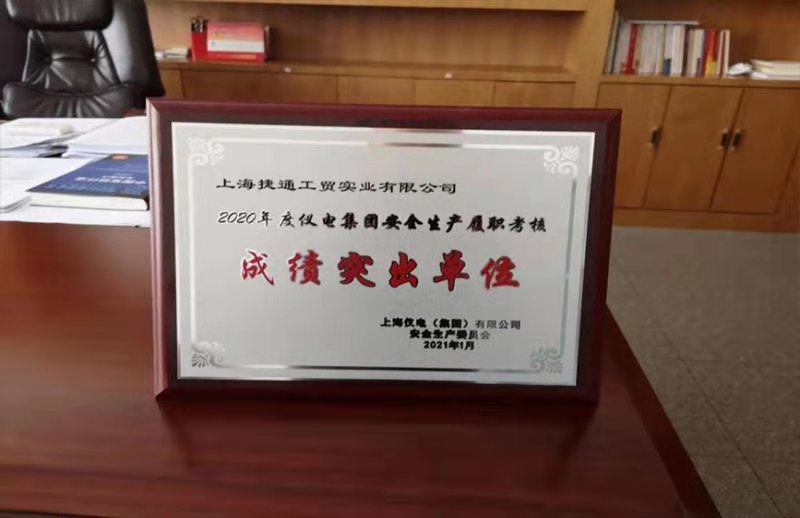 上海捷通工贸实业有限公司
2020年度仪电集团安全生产履职考核
成绩突出单位
上海仪电（集团）有限公司
安全生产委员会
2021年1月